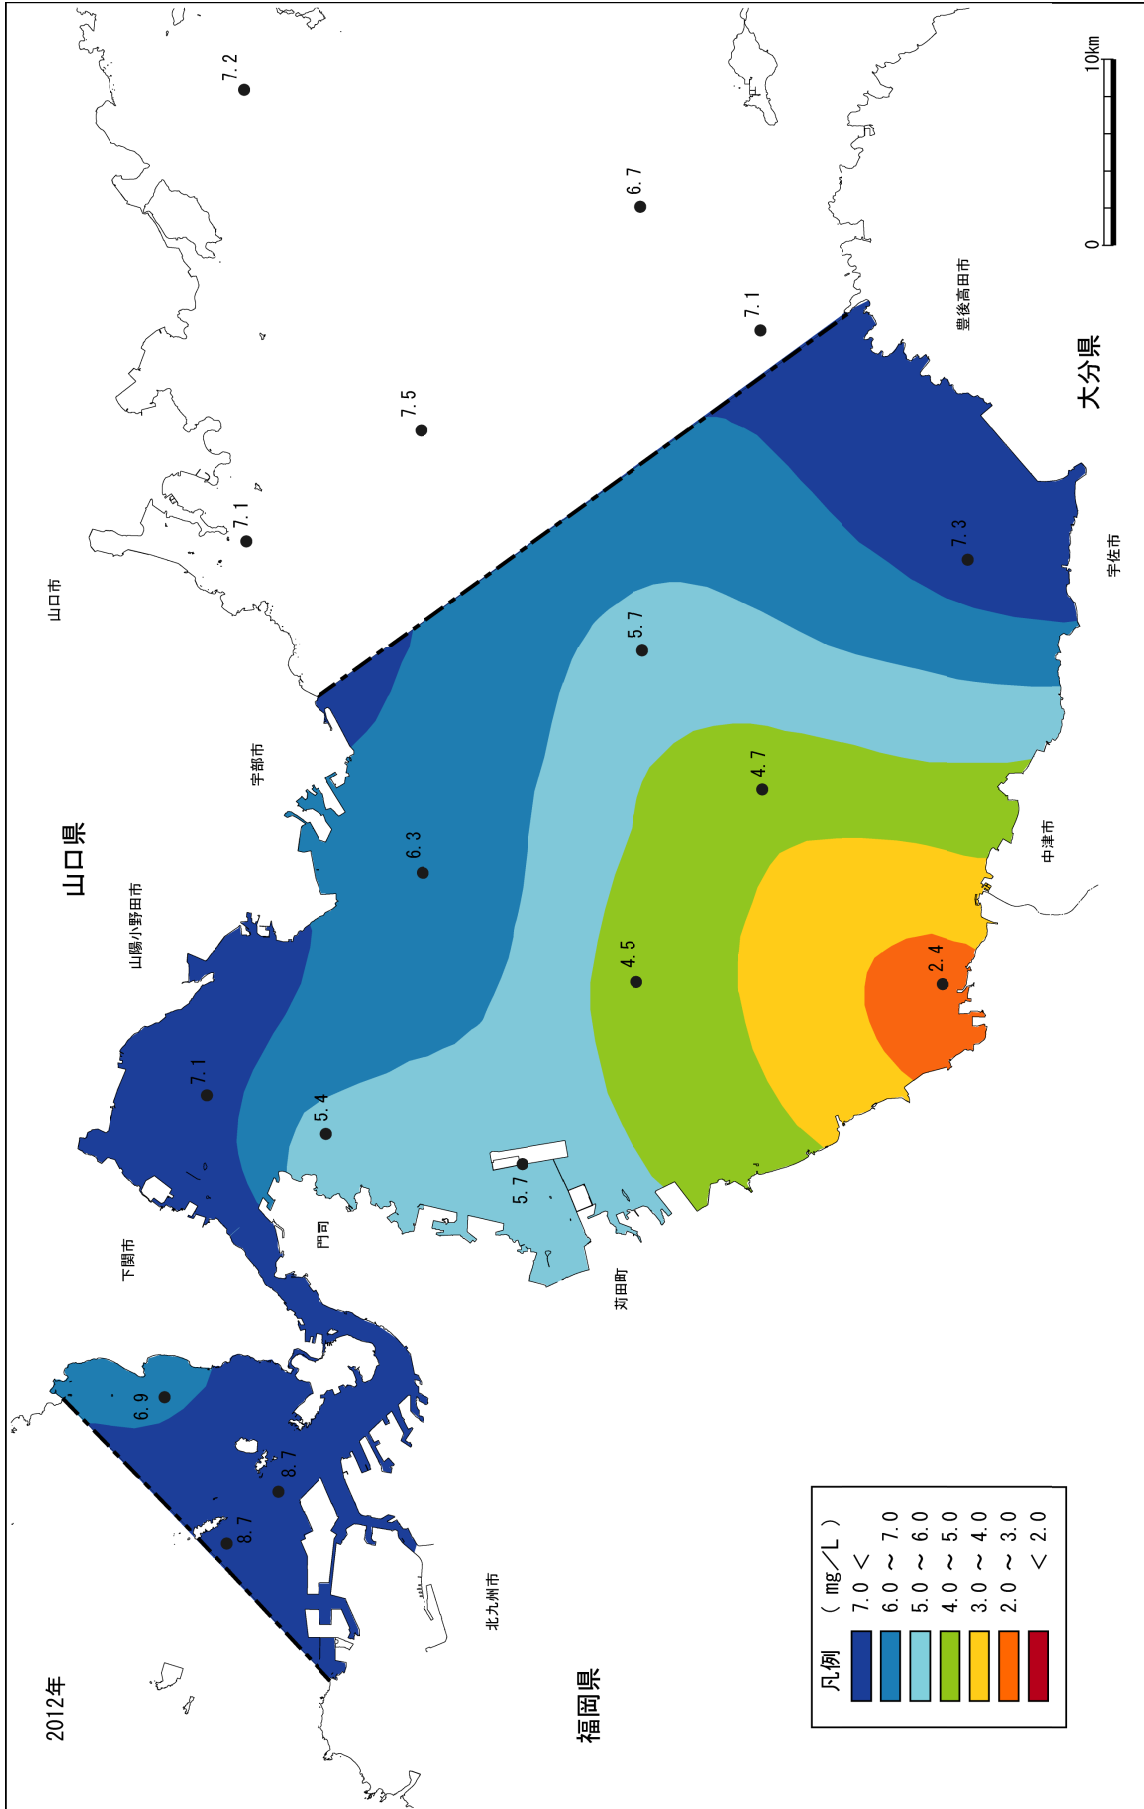 2012年
山口県
山口市
宇部市
山陽小野田市
下関市
門司
苅田町
北九州市
福岡県
中津市
宇佐市
豊後高田市
大分県
7.2
6.7
7.1
7.5
7.1
7.3
5.7
4.7
6.3
4.5
2.4
7.1
5.4
5.7
6.9
8.7
8.7
凡例 ( mg／L )
7.0 <
6.0 ~ 7.0
5.0 ~ 6.0
4.0 ~ 5.0
3.0 ~ 4.0
2.0 ~ 3.0
< 2.0
0 10km